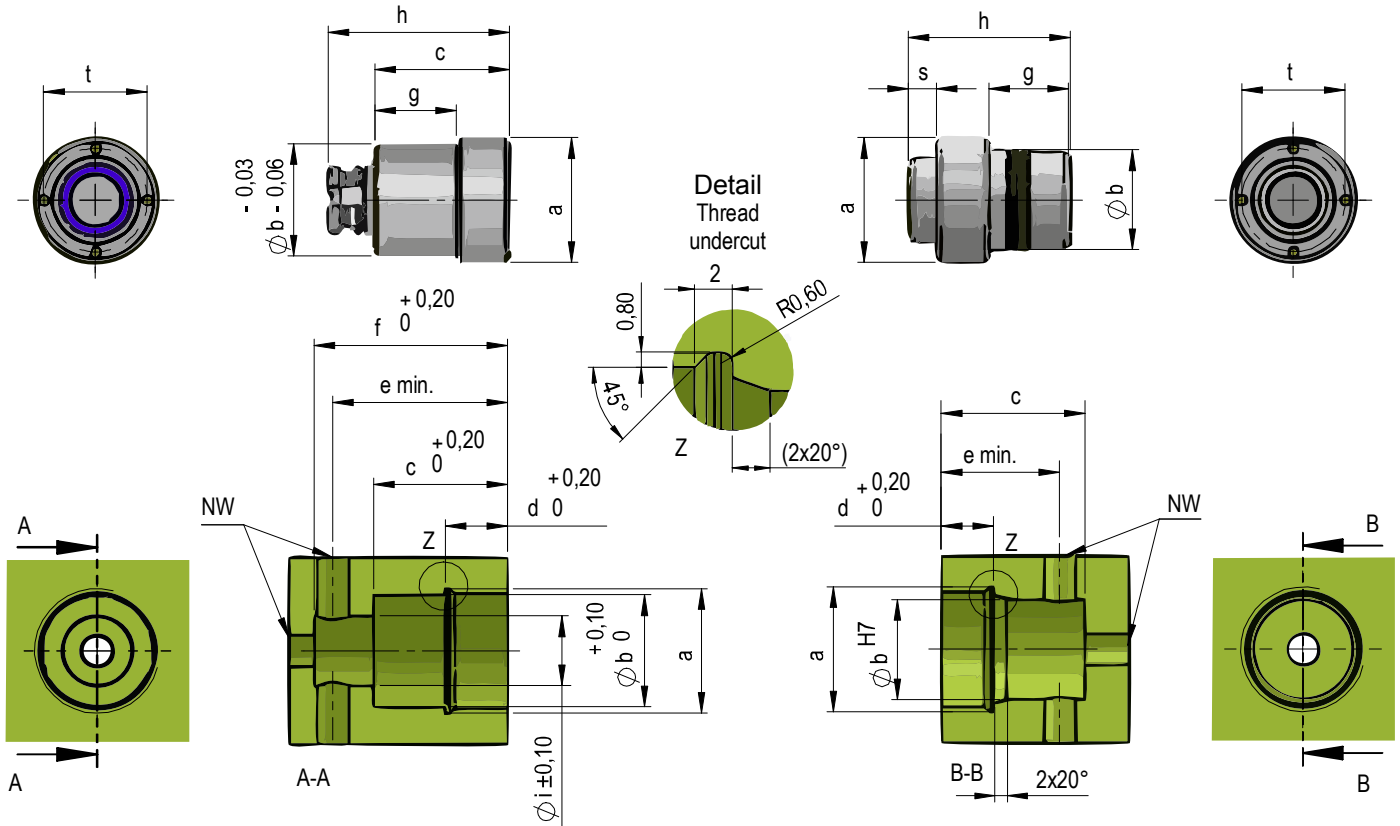 h
c
g
t
- 0,03
∅ b - 0,06
a
h
s
g
t
a
∅ b
Detail
Thread
undercut
2
0,80
R0,60
45°
Z
(2x20°)
+ 0,20
f 0
e min.
+ 0,20
c 0
+ 0,20
d 0
NW
Z
A
A
A-A
+ 0,10
∅ b 0
a
∅ i ±0,10
c
e min.
+ 0,20
d 0
NW
Z
a
∅ b H7
B-B
2x20°
B
B